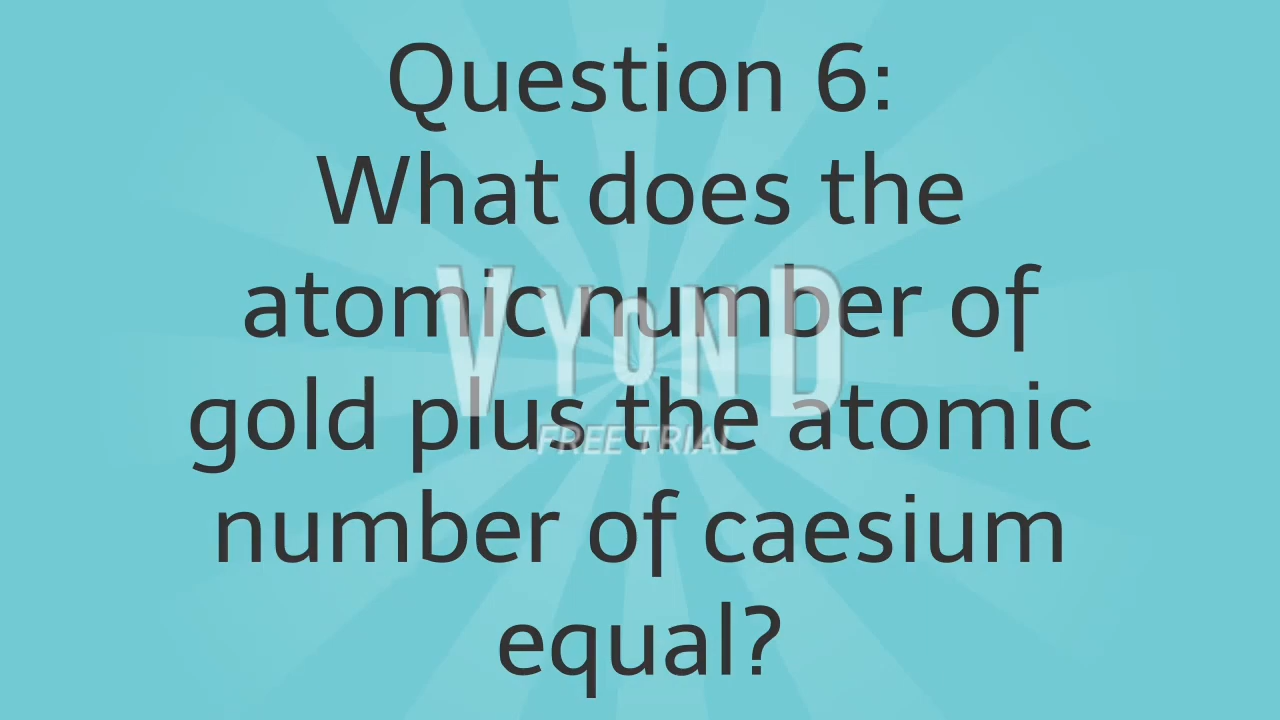 Question 6:
What does the
atomic number of
gold plus the atomic
number of caesium
equal?
VYOND
FREE TRIAL